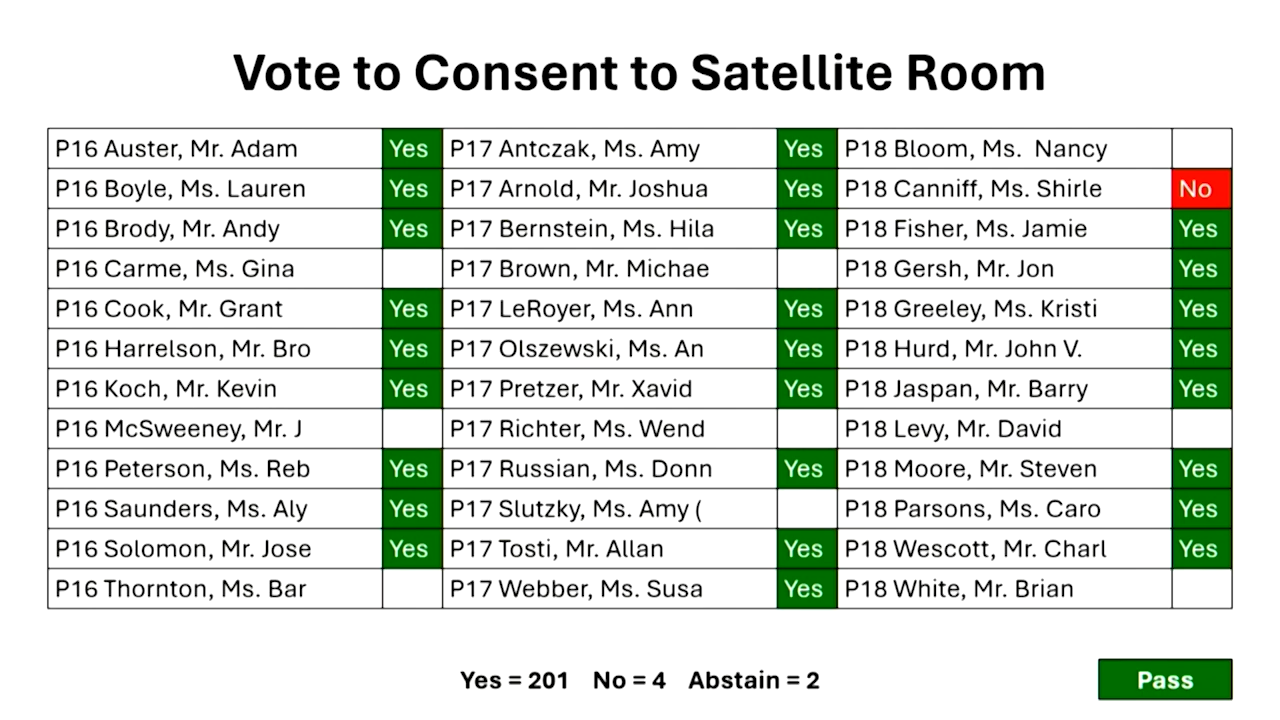 Vote to Consent to Satellite Room
P16 Auster, Mr. Adam Yes P17 Antczak, Ms. Amy Yes P18 Bloom, Ms. Nancy
P16 Boyle, Ms. Lauren Yes P17 Arnold, Mr. Joshua Yes P18 Canniff, Ms. Shirle No
P16 Brody, Mr. Andy Yes P17 Bernstein, Ms. Hila Yes P18 Fisher, Ms. Jamie Yes
P16 Carme, Ms. Gina P17 Brown, Mr. Michae P18 Gersh, Mr. Jon Yes
P16 Cook, Mr. Grant Yes P17 LeRoyer, Ms. Ann Yes P18 Greeley, Ms. Kristi Yes
P16 Harrelson, Mr. Bro Yes P17 Olszewski, Ms. An Yes P18 Hurd, Mr. John V. Yes
P16 Koch, Mr. Kevin Yes P17 Pretzer, Mr. Xavid Yes P18 Jaspan, Mr. Barry Yes
P16 McSweeney, Mr. J P17 Richter, Ms. Wend P18 Levy, Mr. David
P16 Peterson, Ms. Reb Yes P17 Russian, Ms. Donn Yes P18 Moore, Mr. Steven Yes
P16 Saunders, Ms. Aly Yes P17 Slutzky, Ms. Amy ( P18 Parsons, Ms. Caro Yes
P16 Solomon, Mr. Jose Yes P17 Tosti, Mr. Allan Yes P18 Wescott, Mr. Charl Yes
P16 Thornton, Ms. Bar P17 Webber, Ms. Susa Yes P18 White, Mr. Brian
Yes = 201 No = 4 Abstain = 2 Pass